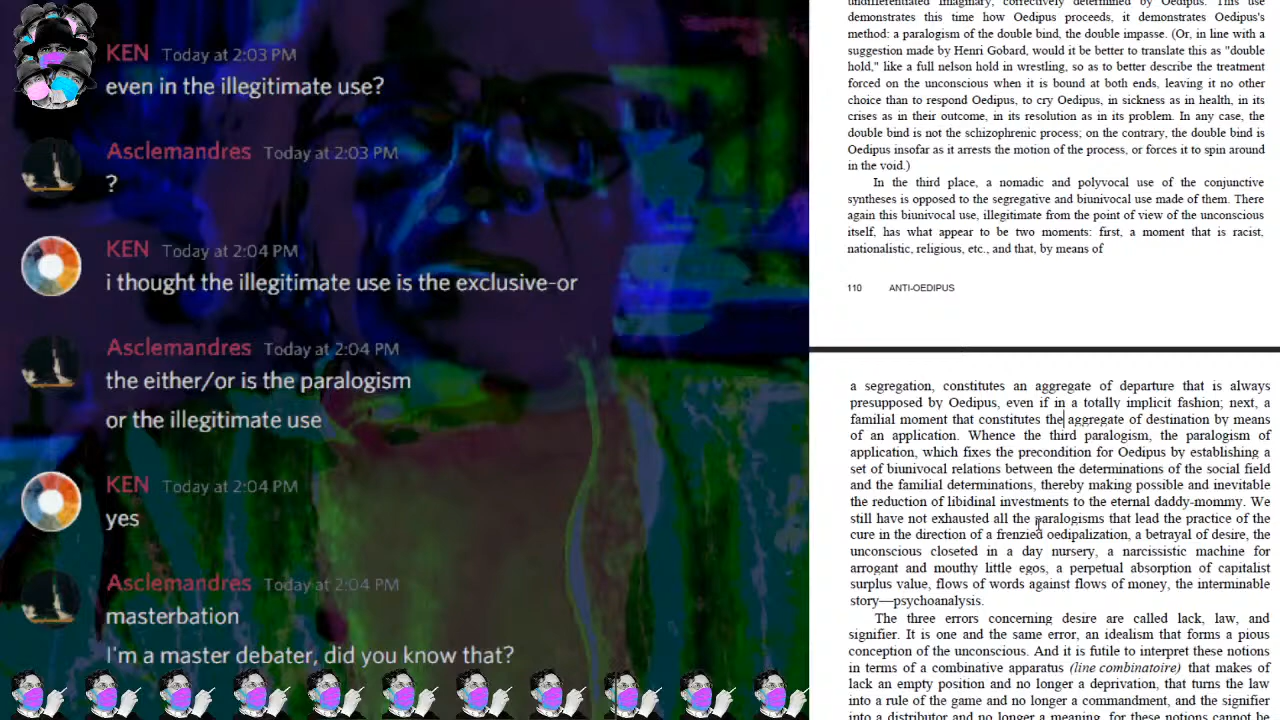 KEN Today at 2:03 PM
even in the illegitimate use?
Asclemandres Today at 2:03 PM
?
KEN Today at 2:04 PM
i thought the illegitimate use is the exclusive-or
Asclemandres Today at 2:04 PM
the either/or is the paralogism
or the illegitimate use
KEN Today at 2:04 PM
yes
Asclemandres Today at 2:04 PM
masterbation
I'm a master debater, did you know that?
undifferentiated Imaginary, correctively determined by Oedipus. This use
demonstrates this time how Oedipus proceeds, it demonstrates Oedipus's
method: a paralogism of the double bind, the double impasse. (Or, in line with a
suggestion made by Henri Gobard, would it be better to translate this as "double
hold," like a full nelson hold in wrestling, so as to better describe the treatment
forced on the unconscious when it is bound at both ends, leaving it no other
choice than to respond Oedipus, to cry Oedipus, in sickness as in health, in its
crises as in their outcome, in its resolution as in its problem. In any case, the
double bind is not the schizophrenic process; on the contrary, the double bind is
Oedipus insofar as it arrests the motion of the process, or forces it to spin around
in the void.)
In the third place, a nomadic and polyvocal use of the conjunctive
syntheses is opposed to the segregative and biunivocal use made of them. There
again this biunivocal use, illegitimate from the point of view of the unconscious
itself, has what appear to be two moments: first, a moment that is racist,
nationalistic, religious, etc., and that, by means of
110 ANTI-OEDIPUS
a segregation, constitutes an aggregate of departure that is always
presupposed by Oedipus, even if in a totally implicit fashion; next, a
familial moment that constitutes the aggregate of destination by means
of an application. Whence the third paralogism, the paralogism of
application, which fixes the precondition for Oedipus by establishing a
set of biunivocal relations between the determinations of the social field
and the familial determinations, thereby making possible and inevitable
the reduction of libidinal investments to the eternal daddy-mommy. We
still have not exhausted all the paralogisms that lead the practice of the
cure in the direction of a frenzied oedipalization, a betrayal of desire, the
unconscious closeted in a day nursery, a narcissistic machine for
arrogant and mouthy little egos, a perpetual absorption of capitalist
surplus value, flows of words against flows of money, the interminable
story—psychoanalysis.
The three errors concerning desire are called lack, law, and
signifier. It is one and the same error, an idealism that forms a pious
conception of the unconscious. And it is futile to interpret these notions
in terms of a combinative apparatus (line combinatoire) that makes of
lack an empty position and no longer a deprivation, that turns the law
into a rule of the game and no longer a commandment, and the signifier
into a distributor and no longer a meaning, for these notions cannot be